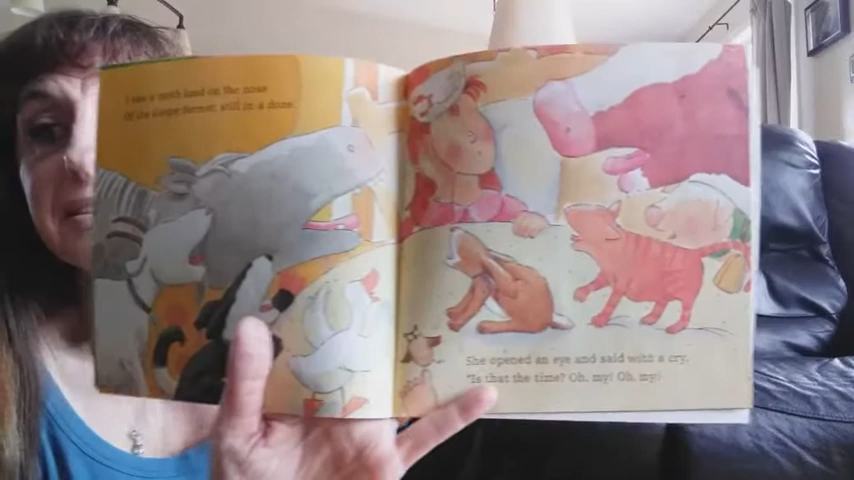 I saw a moth land on the nose
Of the sleepy farmer, still in a doze.
She opened an eye and said with a cry,
"Is that the time? Oh, my! Oh, my!